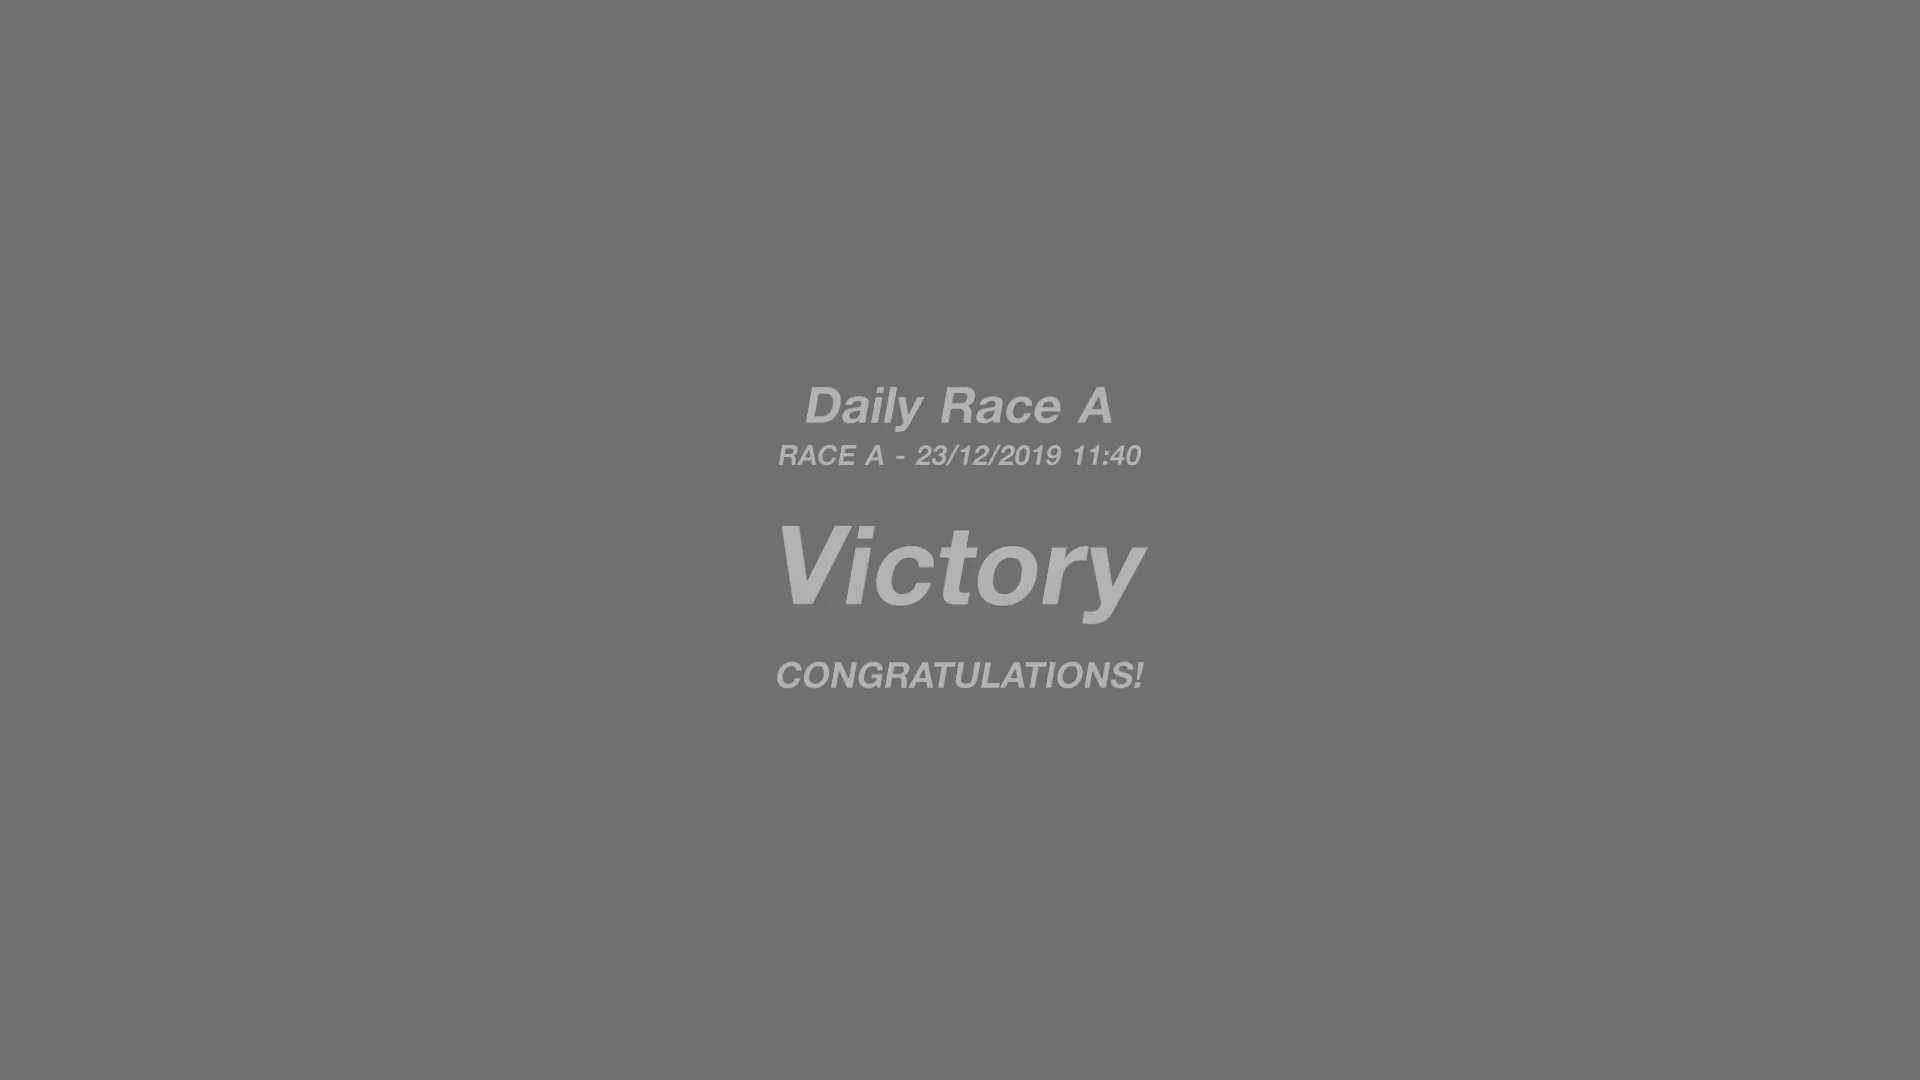 Daily Race A
RACE A - 23/12/2019 11:40
Victory
CONGRATULATIONS!